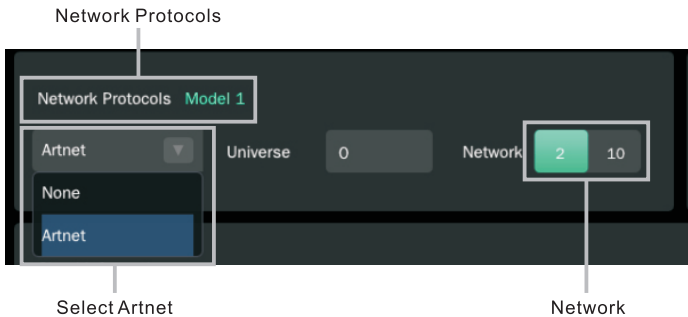 Network Protocols
Network Protocols Model 1
Artnet Universe 0 Network 2 10
None
Artnet
Select Artnet Network